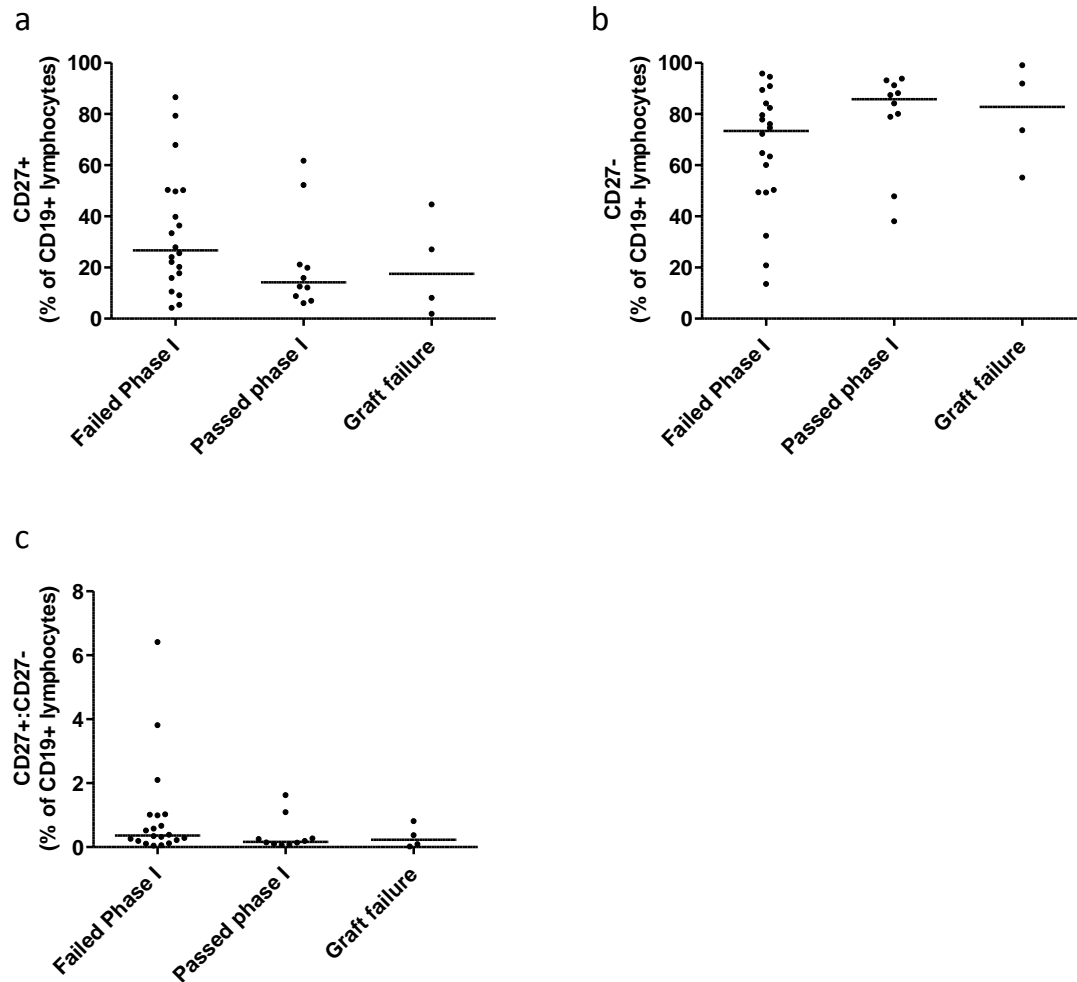 a
CD27+
(% of CD19+ lymphocytes)
100
80
60
40
20
0
Failed Phase I
Passed phase I
Graft failure
b
CD27-
(% of CD19+ lymphocytes)
100
80
60
40
20
0
Failed Phase I
Passed phase I
Graft failure
c
CD27+:CD27-
(% of CD19+ lymphocytes)
8
6
4
2
0
Failed Phase I
Passed phase I
Graft failure